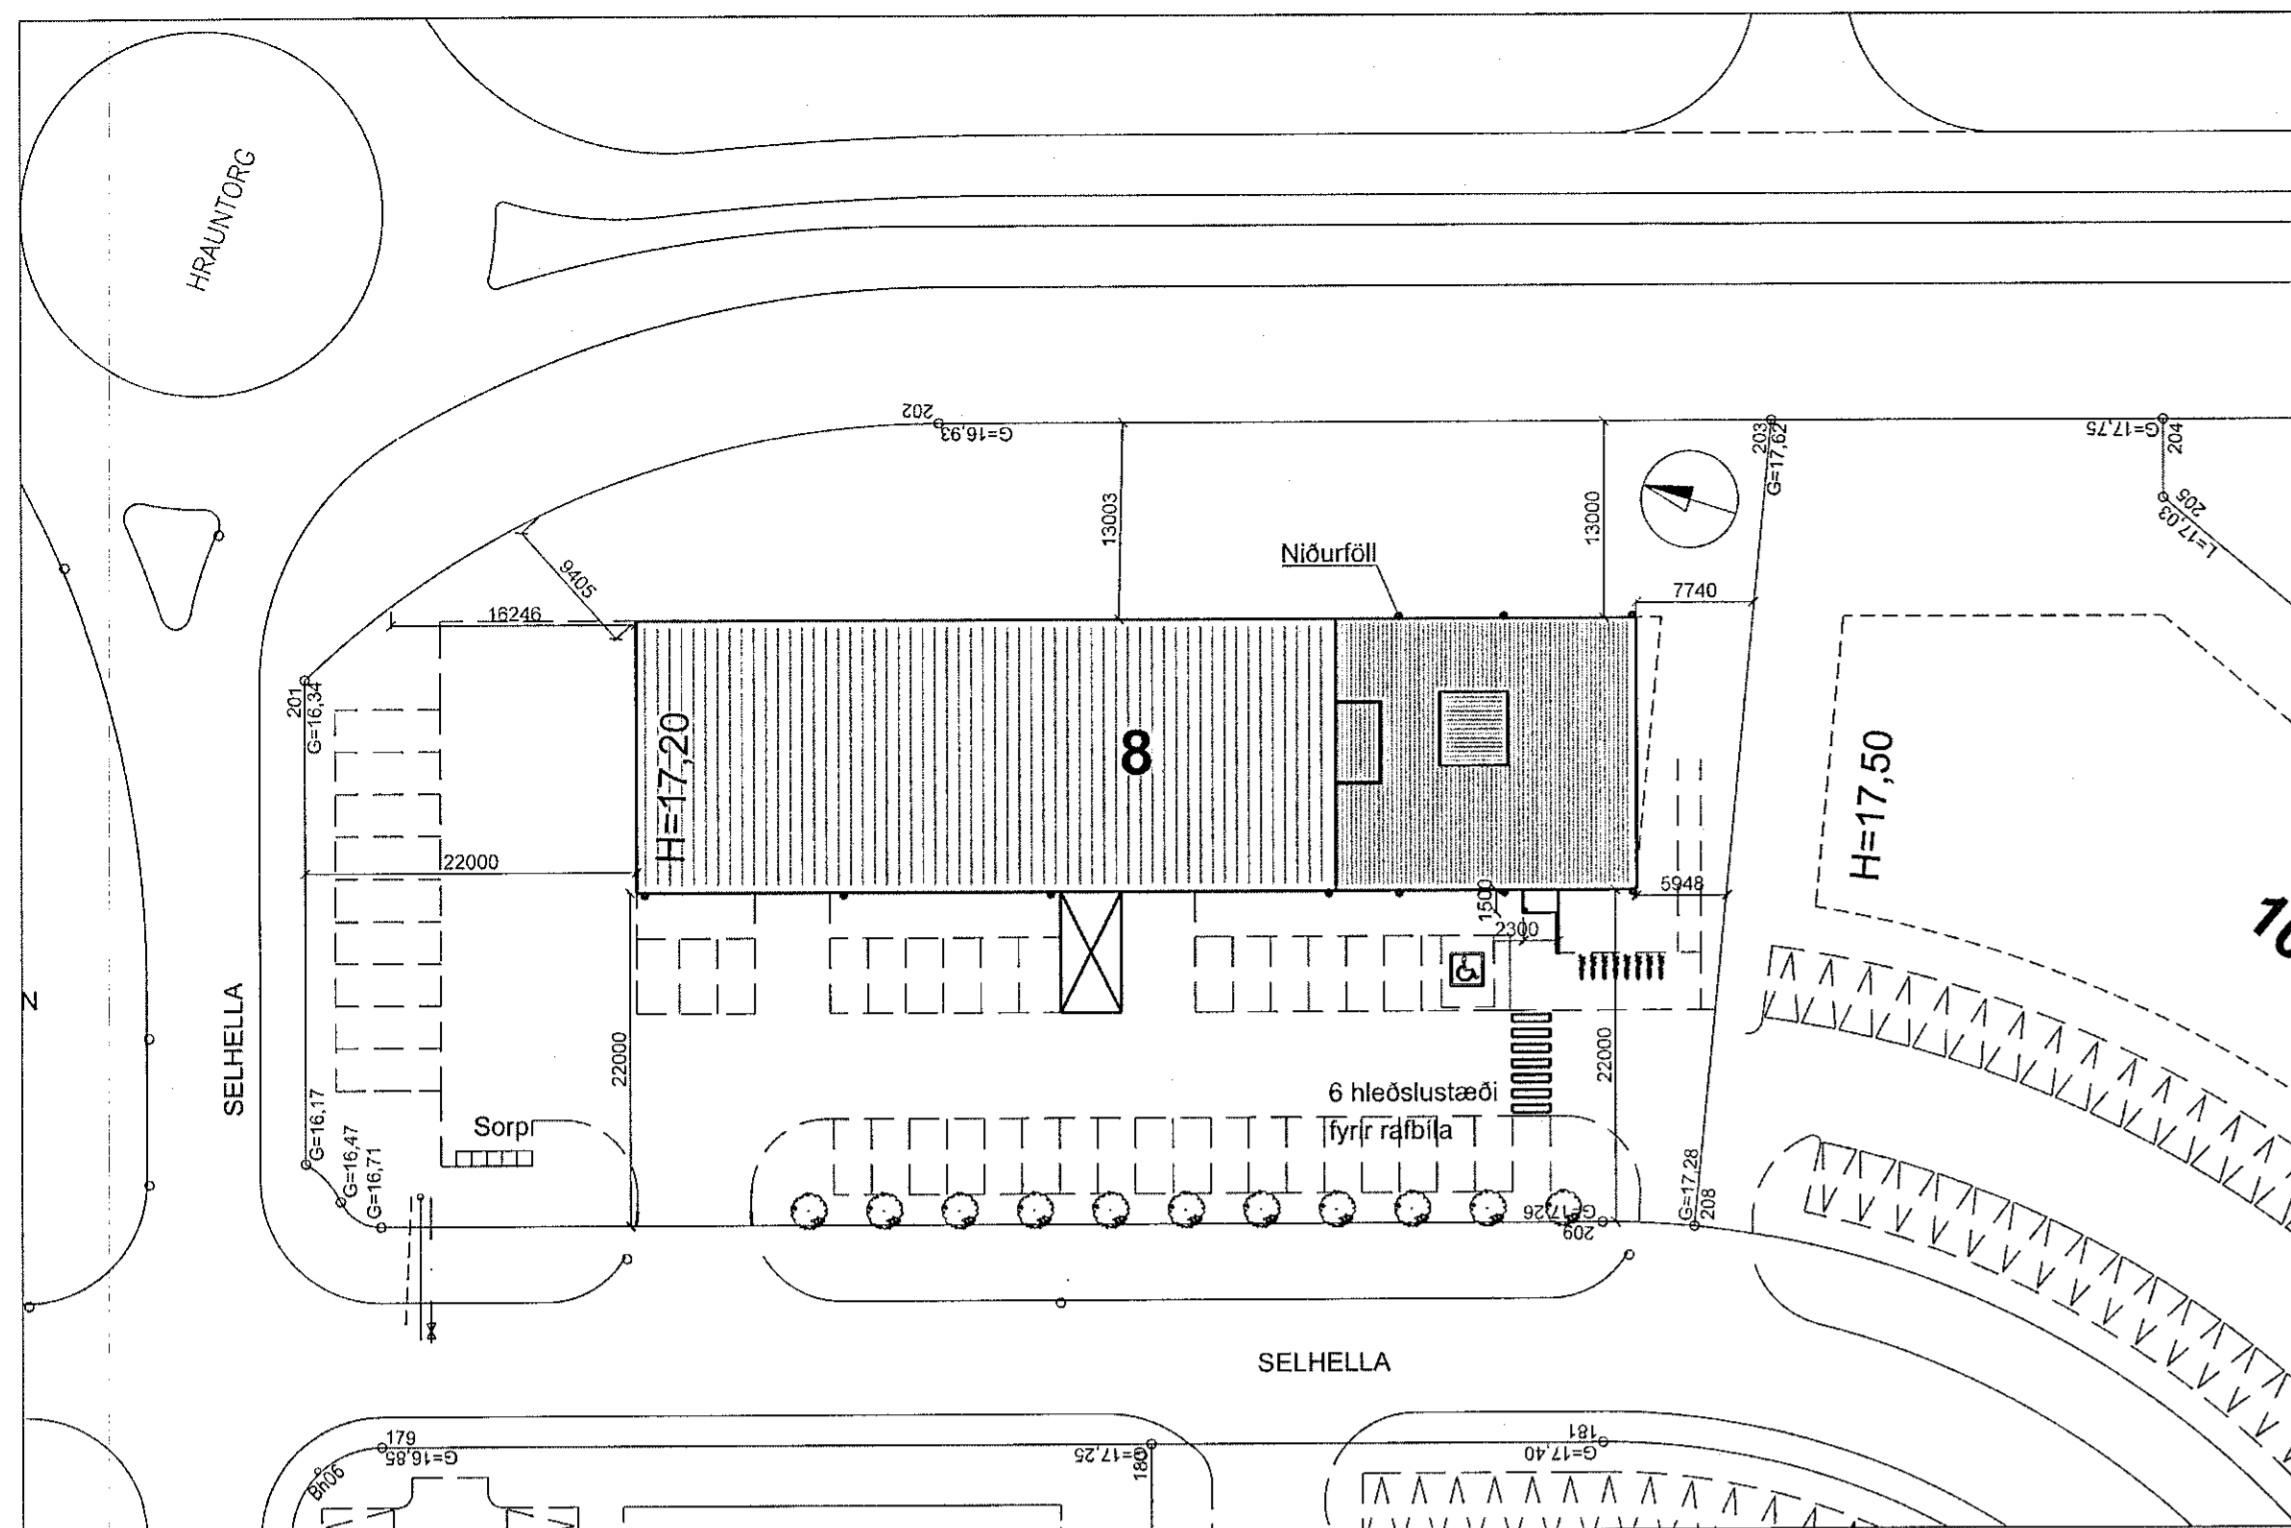 HRAUNTORG
202
G=16,93
203
G=17,62
G=17,75
204
205
L=17,03
13003
13000
Niðurföll
9405
7740
16246
201
G=16,34
H=17,20
8
H=17,50
22000
5948
1500
2300
10
N
SELHELLA
22000
22000
6 hleðslustæði
fyrir rafbíla
Sorp
G=16,17
G=16,47
G=16,71
G=17,26
209
G=17,28
208
SELHELLA
179
G=16,85
Bh06
G=17,25
180
181
G=17,40